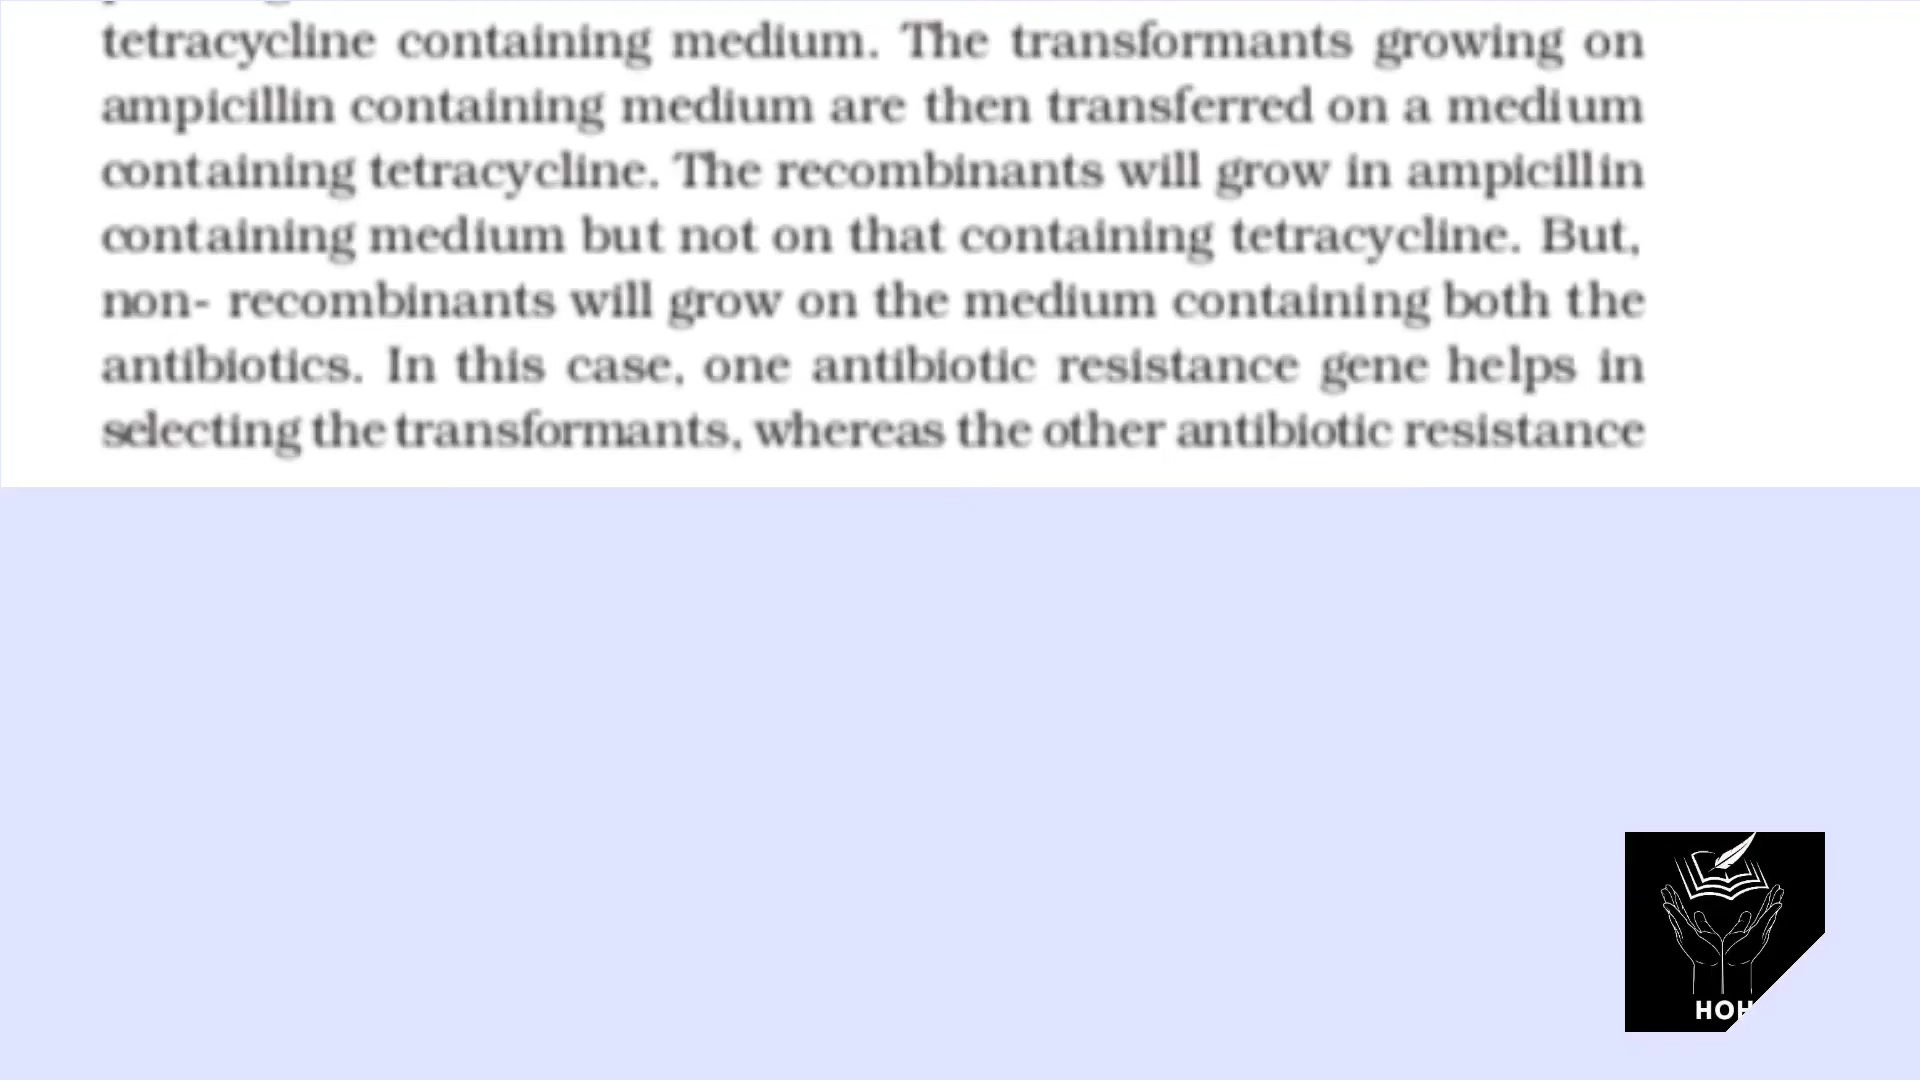 tetracycline containing medium. The transformants growing on
ampicillin containing medium are then transferred on a medium
containing tetracycline. The recombinants will grow in ampicillin
containing medium but not on that containing tetracycline. But,
non- recombinants will grow on the medium containing both the
antibiotics. In this case, one antibiotic resistance gene helps in
selecting the transformants, whereas the other antibiotic resistance
HOH